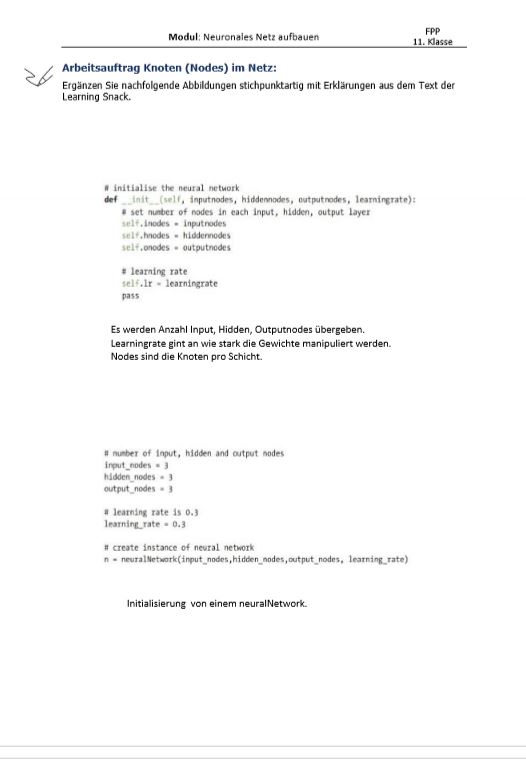 Modul: Neuronales Netz aufbauen
FPP
11. Klasse
Arbeitsauftrag Knoten (Nodes) im Netz:
Ergänzen Sie nachfolgende Abbildungen stichpunktartig mit Erklärungen aus dem Text der
Learning Snack.
# initialise the neural network
def __init__(self, inputnodes, hiddennodes, outputnodes, learningrate):
# set number of nodes in each input, hidden, output layer
self.inodes = inputnodes
self.hnodes = hiddennodes
self.onodes = outputnodes
# learning rate
self.lr = learningrate
pass
Es werden Anzahl Input, Hidden, Outputnodes übergeben.
Learningrate gint an wie stark die Gewichte manipuliert werden.
Nodes sind die Knoten pro Schicht.
# number of input, hidden and output nodes
input_nodes = 3
hidden_nodes = 3
output_nodes = 3
# learning rate is 0.3
learning_rate = 0.3
# create instance of neural network
n = neuralNetwork(input_nodes,hidden_nodes,output_nodes, learning_rate)
Initialisierung von einem neuralNetwork.